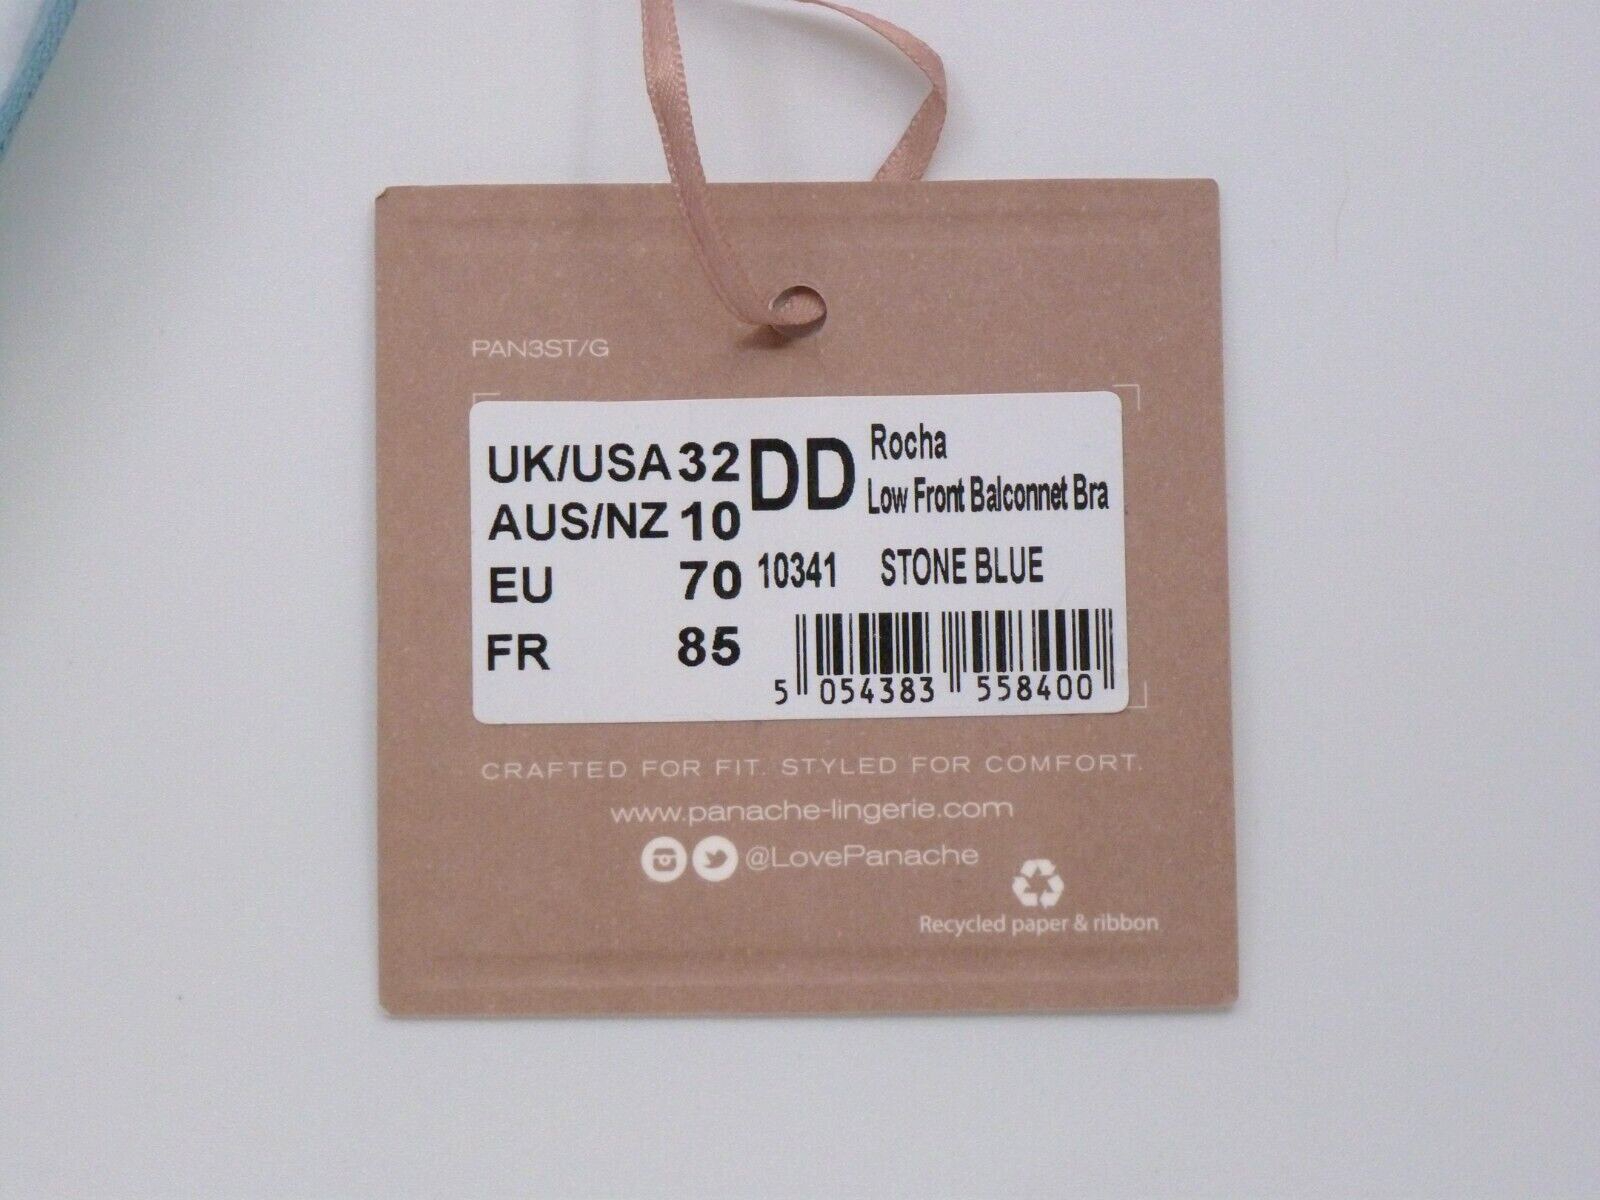 PAN3ST/G
UK/USA 32 DD Rocha
Low Front Balconnet Bra
AUS/NZ 10
EU 70 10341 STONE BLUE
FR 85
5 054383 558400
CRAFTED FOR FIT. STYLED FOR COMFORT.
www.panache-lingerie.com
@LovePanache
Recycled paper & ribbon